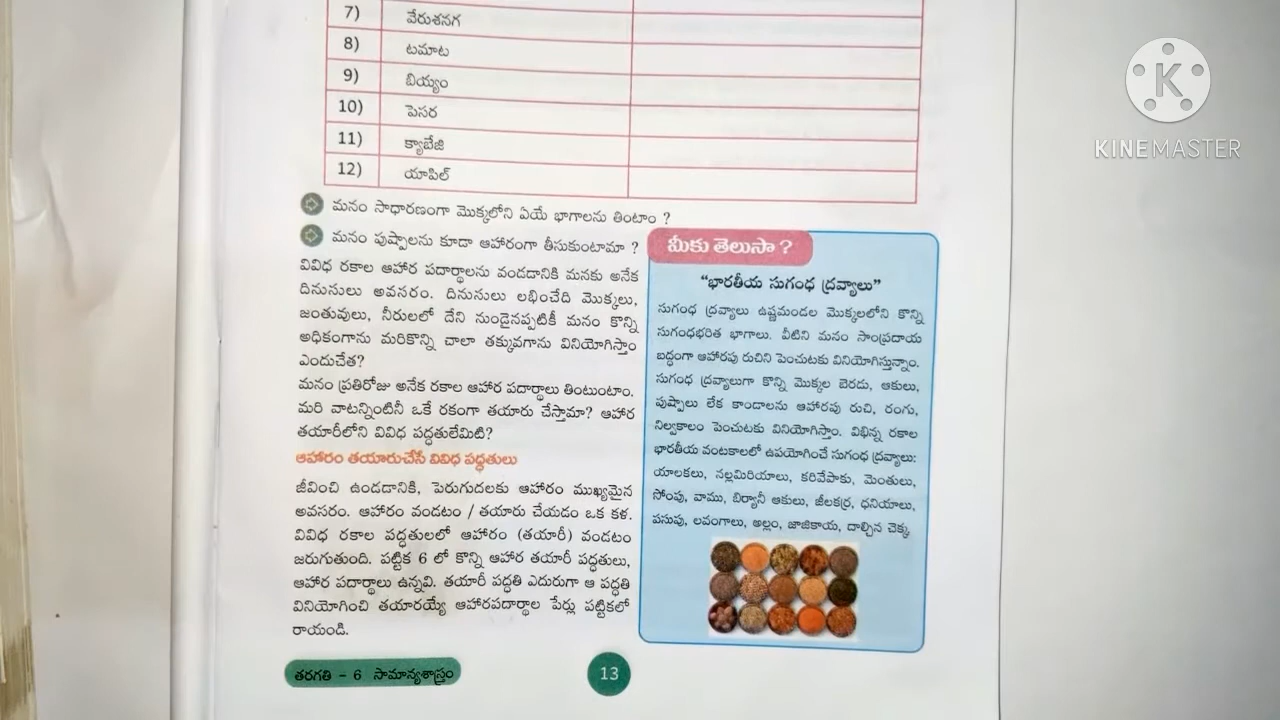 7) వేరుశనగ
8) టమాట
9) బియ్యం
10) పెసర
11) క్యాబేజి
12) యాపిల్
మనం సాధారణంగా మొక్కలోని ఏయే భాగాలను తింటాం ?
మనం పుష్పాలను కూడా ఆహారంగా తీసుకుంటామా ?
వివిధ రకాల ఆహార పదార్థాలను వండడానికి మనకు అనేక
దినుసులు అవసరం. దినుసులు లభించేది మొక్కలు,
జంతువులు, నీరులలో దేని నుండైనప్పటికీ మనం కొన్ని
అధికంగాను మరికొన్ని చాలా తక్కువగాను వినియోగిస్తాం
ఎందుచేత?
మనం ప్రతిరోజు అనేక రకాల ఆహార పదార్థాలు తింటుంటాం.
మరి వాటన్నింటినీ ఒకే రకంగా తయారు చేస్తామా? ఆహార
తయారీలోని వివిధ పద్ధతులేమిటి?
ఆహారం తయారుచేసే వివిధ పద్ధతులు
జీవించి ఉండడానికి, పెరుగుదలకు ఆహారం ముఖ్యమైన
అవసరం. ఆహారం వండటం / తయారు చేయడం ఒక కళ.
వివిధ రకాల పద్ధతులలో ఆహారం (తయారీ) వండటం
జరుగుతుంది. పట్టిక 6 లో కొన్ని ఆహార తయారీ పద్ధతులు,
ఆహార పదార్థాలు ఉన్నవి. తయారీ పద్ధతి ఎదురుగా ఆ పద్ధతి
వినియోగించి తయారయ్యే ఆహారపదార్థాల పేర్లు పట్టికలో
రాయండి.
మీకు తెలుసా ?
“భారతీయ సుగంధ ద్రవ్యాలు”
సుగంధ ద్రవ్యాలు ఉష్ణమండల మొక్కలలోని కొన్ని
సుగంధభరిత భాగాలు. వీటిని మనం సాంప్రదాయ
బద్ధంగా ఆహారపు రుచిని పెంచుటకు వినియోగిస్తున్నాం.
సుగంధ ద్రవ్యాలుగా కొన్ని మొక్కల బెరడు, ఆకులు,
పుష్పాలు లేక కాండాలను ఆహారపు రుచి, రంగు,
నిల్వకాలం పెంచుటకు వినియోగిస్తాం. విభిన్న రకాల
భారతీయ వంటకాలలో ఉపయోగించే సుగంధ ద్రవ్యాలు:
యాలకలు, నల్లమిరియాలు, కరివేపాకు, మెంతులు,
సోంపు, వాము, బిర్యానీ ఆకులు, జీలకర్ర, ధనియాలు,
పసుపు, లవంగాలు, అల్లం, జాజికాయ, దాల్చిన చెక్క
తరగతి – 6 సామాన్యశాస్త్రం
13
K
KINEMASTER